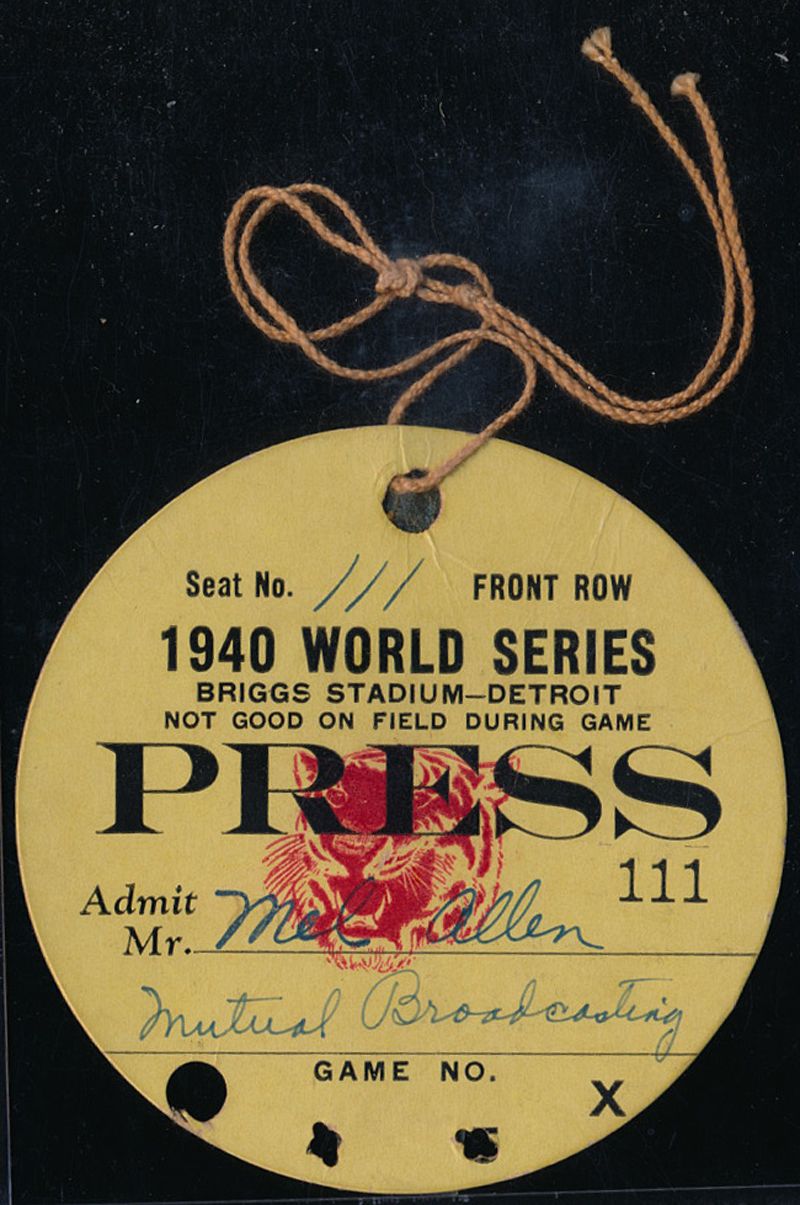 Seat No. 111 FRONT ROW
1940 WORLD SERIES
BRIGGS STADIUM—DETROIT
NOT GOOD ON FIELD DURING GAME
PRESS
111
Admit
Mr. Mel Allen
Mutual Broadcasting
GAME NO.
X